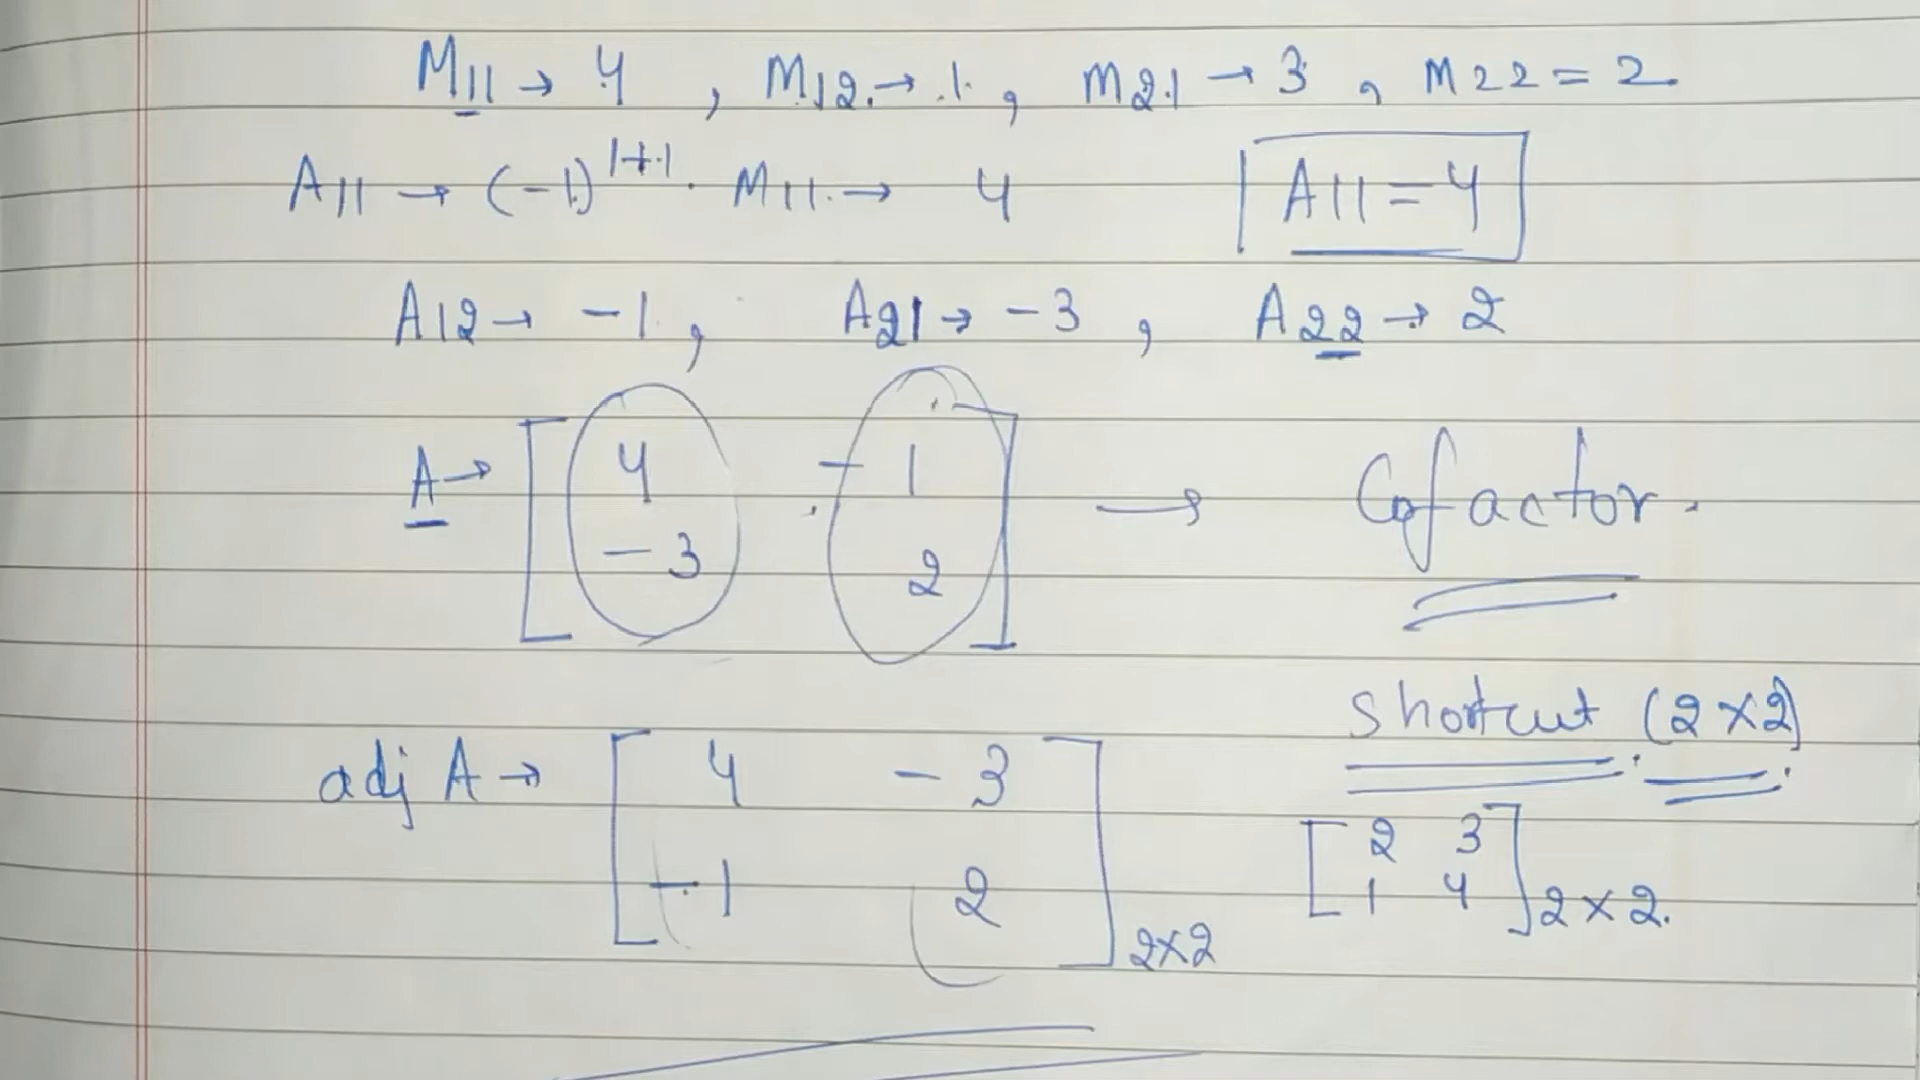 M11 → 4 , M12 → 1 , M21 → 3 , M22 = 2
A11 → (-1)^1+1 . M11 → 4 A11 = 4
A12 → -1 , A21 → -3 , A22 → 2
A → [ 4 -1
-3 2 ] → Cofactor.
shortcut (2×2)
adj A → [ 4 -3
-1 2 ] 2×2
[ 2 3
1 4 ] 2×2.